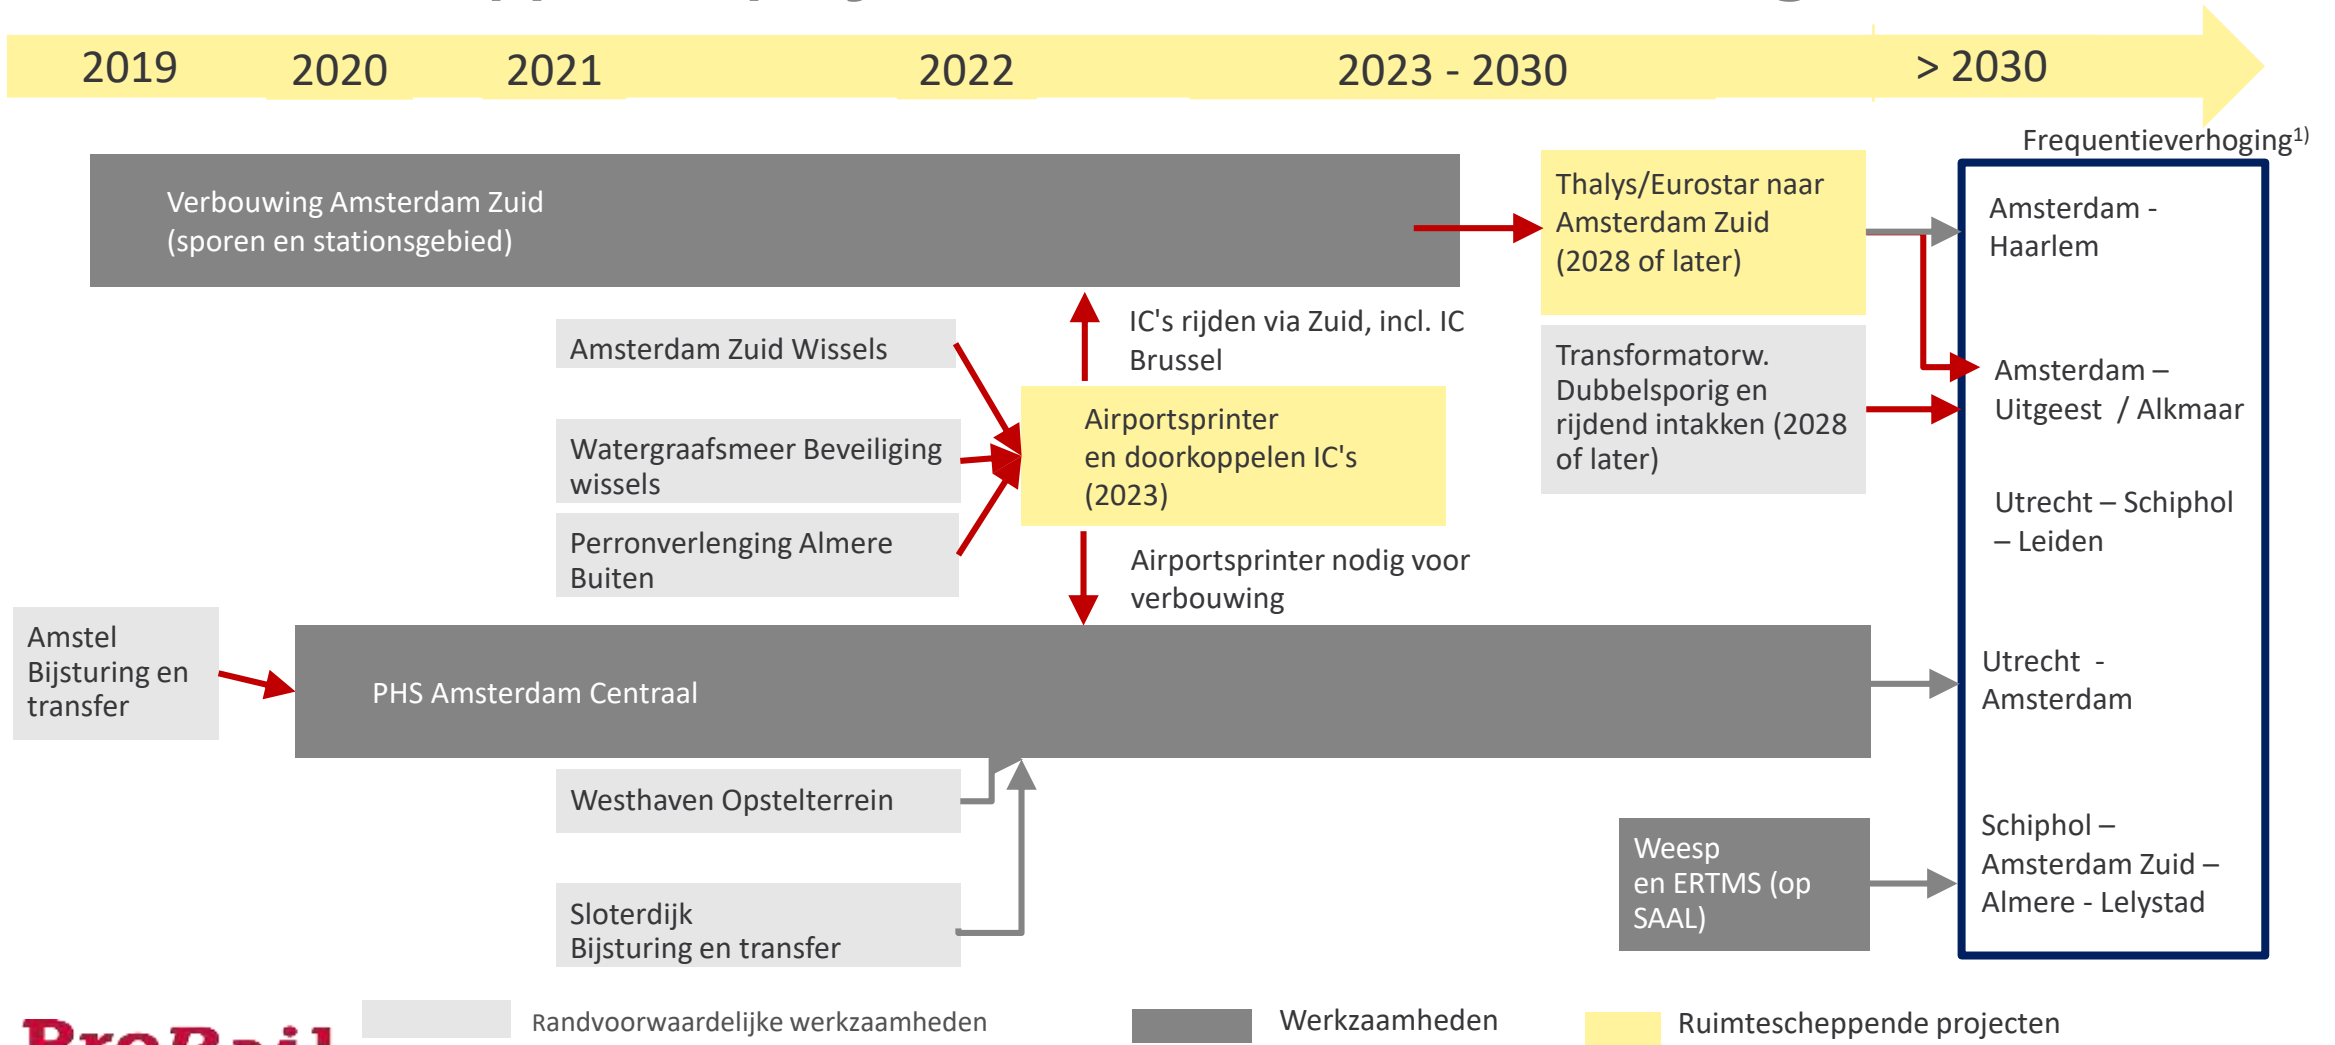 2019
2020
2021
2022
2023 - 2030
> 2030
Frequentieverhoging1)
Verbouwing Amsterdam Zuid
(sporen en stationsgebied)
Thalys/Eurostar naar
Amsterdam Zuid
(2028 of later)
Amsterdam -
Haarlem
IC's rijden via Zuid, incl. IC
Brussel
Amsterdam Zuid Wissels
Transformatorw.
Dubbelsporig en
rijdend intakken (2028
of later)
Amsterdam –
Uitgeest / Alkmaar
Watergraafsmeer Beveiliging
wissels
Airportsprinter
en doorkoppelen IC's
(2023)
Utrecht – Schiphol
– Leiden
Perronverlenging Almere
Buiten
Airportsprinter nodig voor
verbouwing
Amstel
Bijsturing en
transfer
PHS Amsterdam Centraal
Utrecht -
Amsterdam
Westhaven Opstelterrein
Weesp
en ERTMS (op
SAAL)
Schiphol –
Amsterdam Zuid –
Almere - Lelystad
Sloterdijk
Bijsturing en transfer
ProRail
Randvoorwaardelijke werkzaamheden
Werkzaamheden
Ruimtescheppende projecten